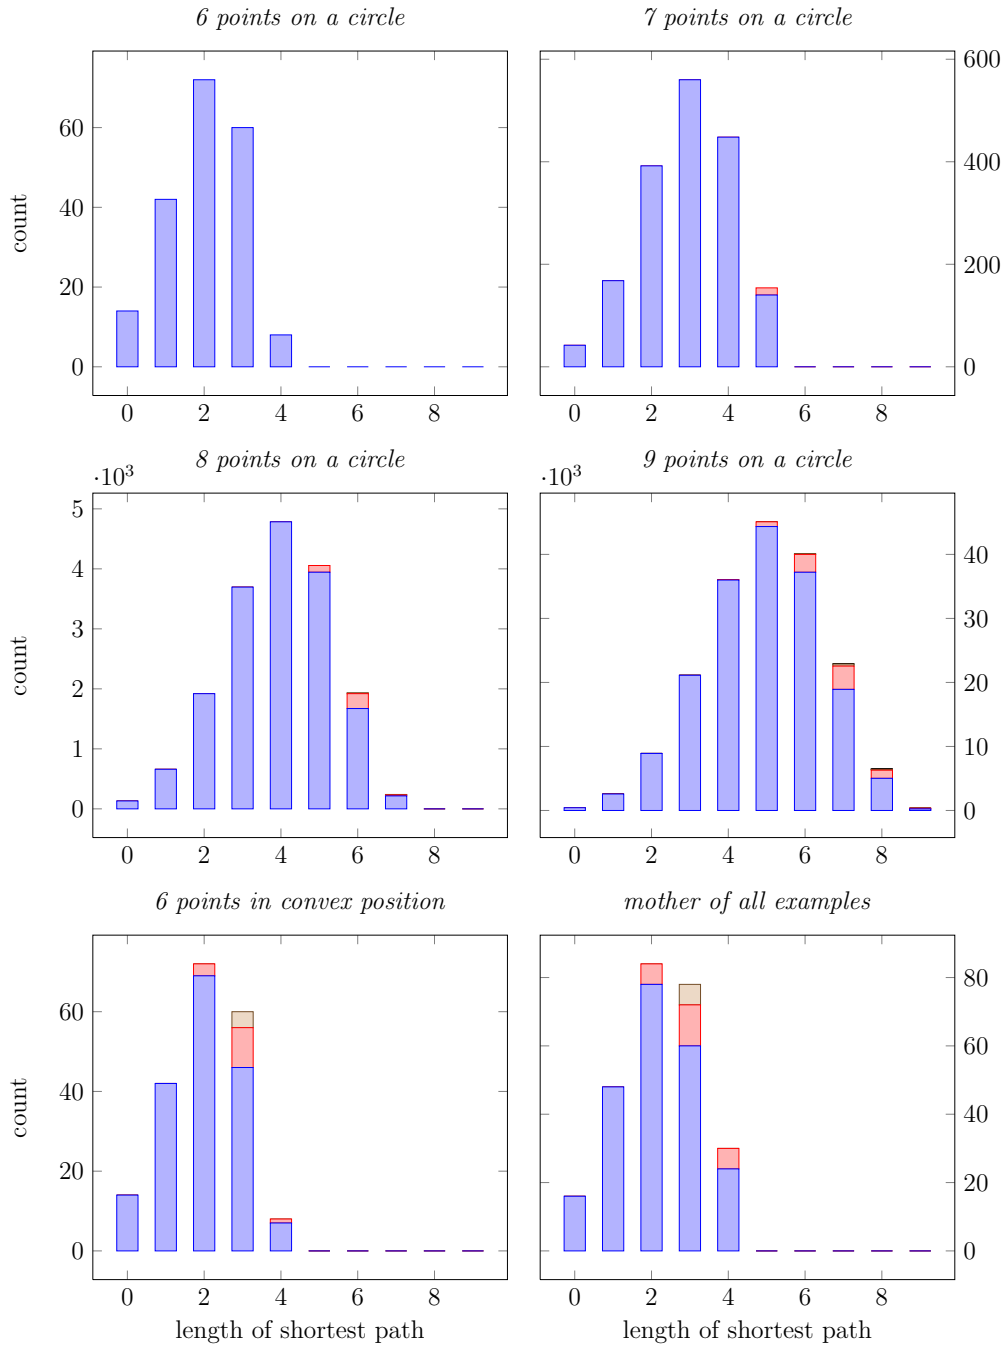 6 points on a circle
7 points on a circle
60
40
20
0
count
0 2 4 6 8
600
400
200
0
0 2 4 6 8
8 points on a circle
9 points on a circle
·10³
5
4
3
2
1
0
count
0 2 4 6 8
·10³
40
20
30
10
0
0 2 4 6 8
6 points in convex position
mother of all examples
60
40
20
0
count
0 2 4 6 8
length of shortest path
80
60
40
20
0
0 2 4 6 8
length of shortest path